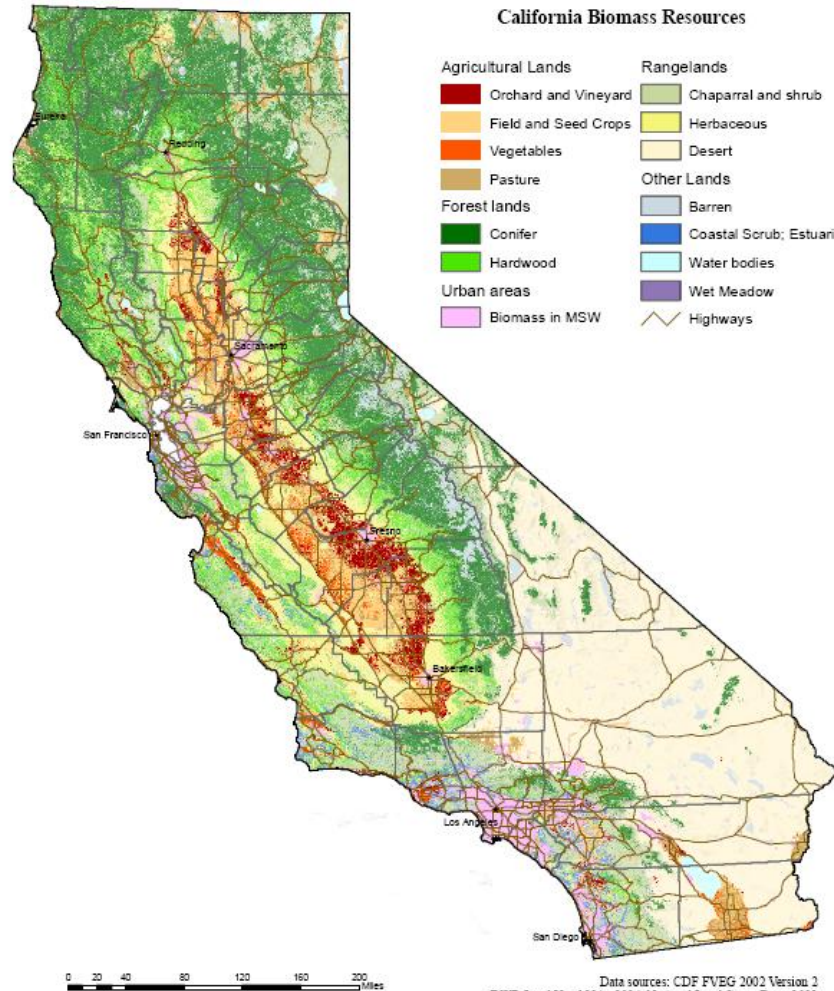 California Biomass Resources
Agricultural Lands
Orchard and Vineyard
Field and Seed Crops
Vegetables
Pasture
Forest lands
Conifer
Hardwood
Urban areas
Biomass in MSW
Rangelands
Chaparral and shrub
Herbaceous
Desert
Other Lands
Barren
Coastal Scrub; Estuari
Water bodies
Wet Meadow
Highways
Eureka
Redding
Sacramento
San Francisco
Fresno
Bakersfield
Los Angeles
San Diego
0 20 40 80 120 160 200
Miles
Data sources: CDF FVEG 2002 Version 2